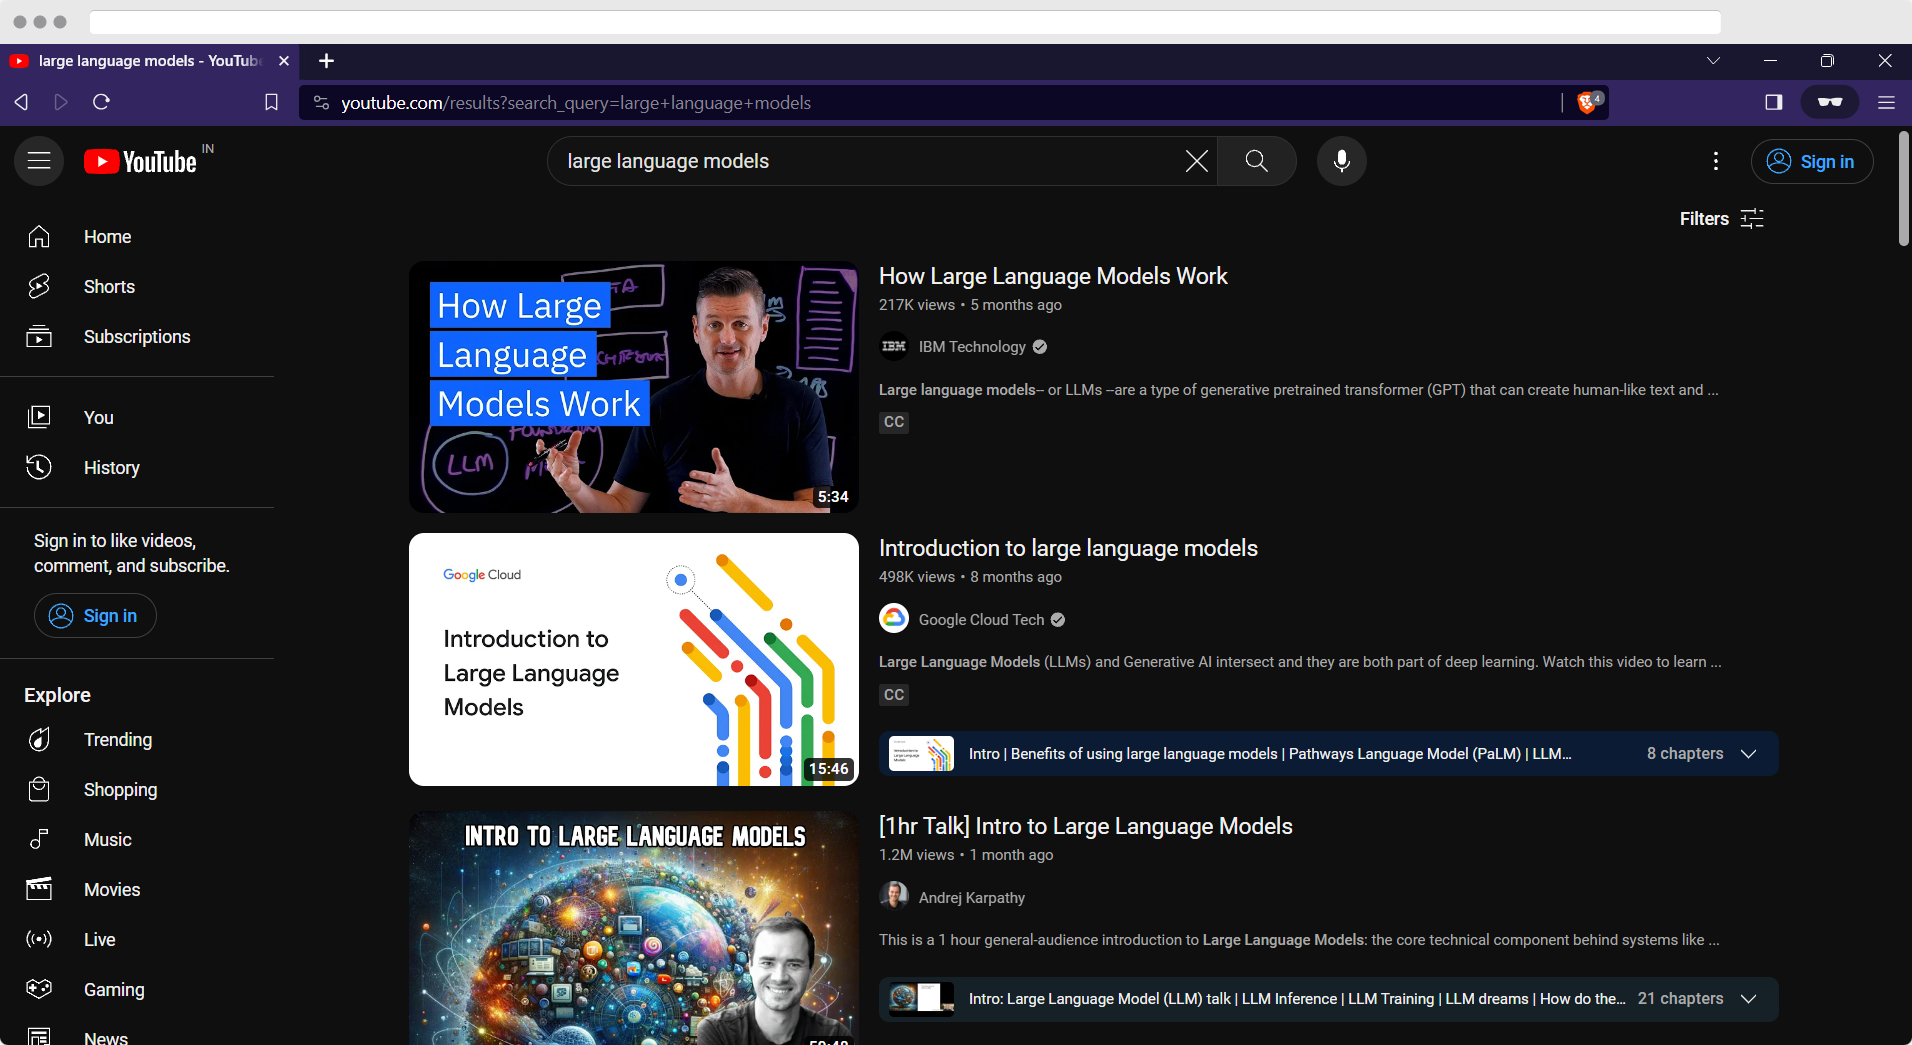 large language models - YouTub
youtube.com/results?search_query=large+language+models
4
YouTube IN
large language models
Sign in
Filters
Home
Shorts
Subscriptions
You
History
Sign in to like videos,
comment, and subscribe.
Sign in
Explore
Trending
Shopping
Music
Movies
Live
Gaming
News
How Large
Language
Models Work
LLM
5:34
How Large Language Models Work
217K views • 5 months ago
IBM
IBM Technology
Large language models-- or LLMs --are a type of generative pretrained transformer (GPT) that can create human-like text and ...
CC
Google Cloud
Introduction to
Large Language
Models
15:46
Introduction to large language models
498K views • 8 months ago
Google Cloud Tech
Large Language Models (LLMs) and Generative AI intersect and they are both part of deep learning. Watch this video to learn ...
CC
Intro | Benefits of using large language models | Pathways Language Model (PaLM) | LLM...
8 chapters
INTRO TO LARGE LANGUAGE MODELS
[1hr Talk] Intro to Large Language Models
1.2M views • 1 month ago
Andrej Karpathy
This is a 1 hour general-audience introduction to Large Language Models: the core technical component behind systems like ...
Intro: Large Language Model (LLM) talk | LLM Inference | LLM Training | LLM dreams | How do the...
21 chapters